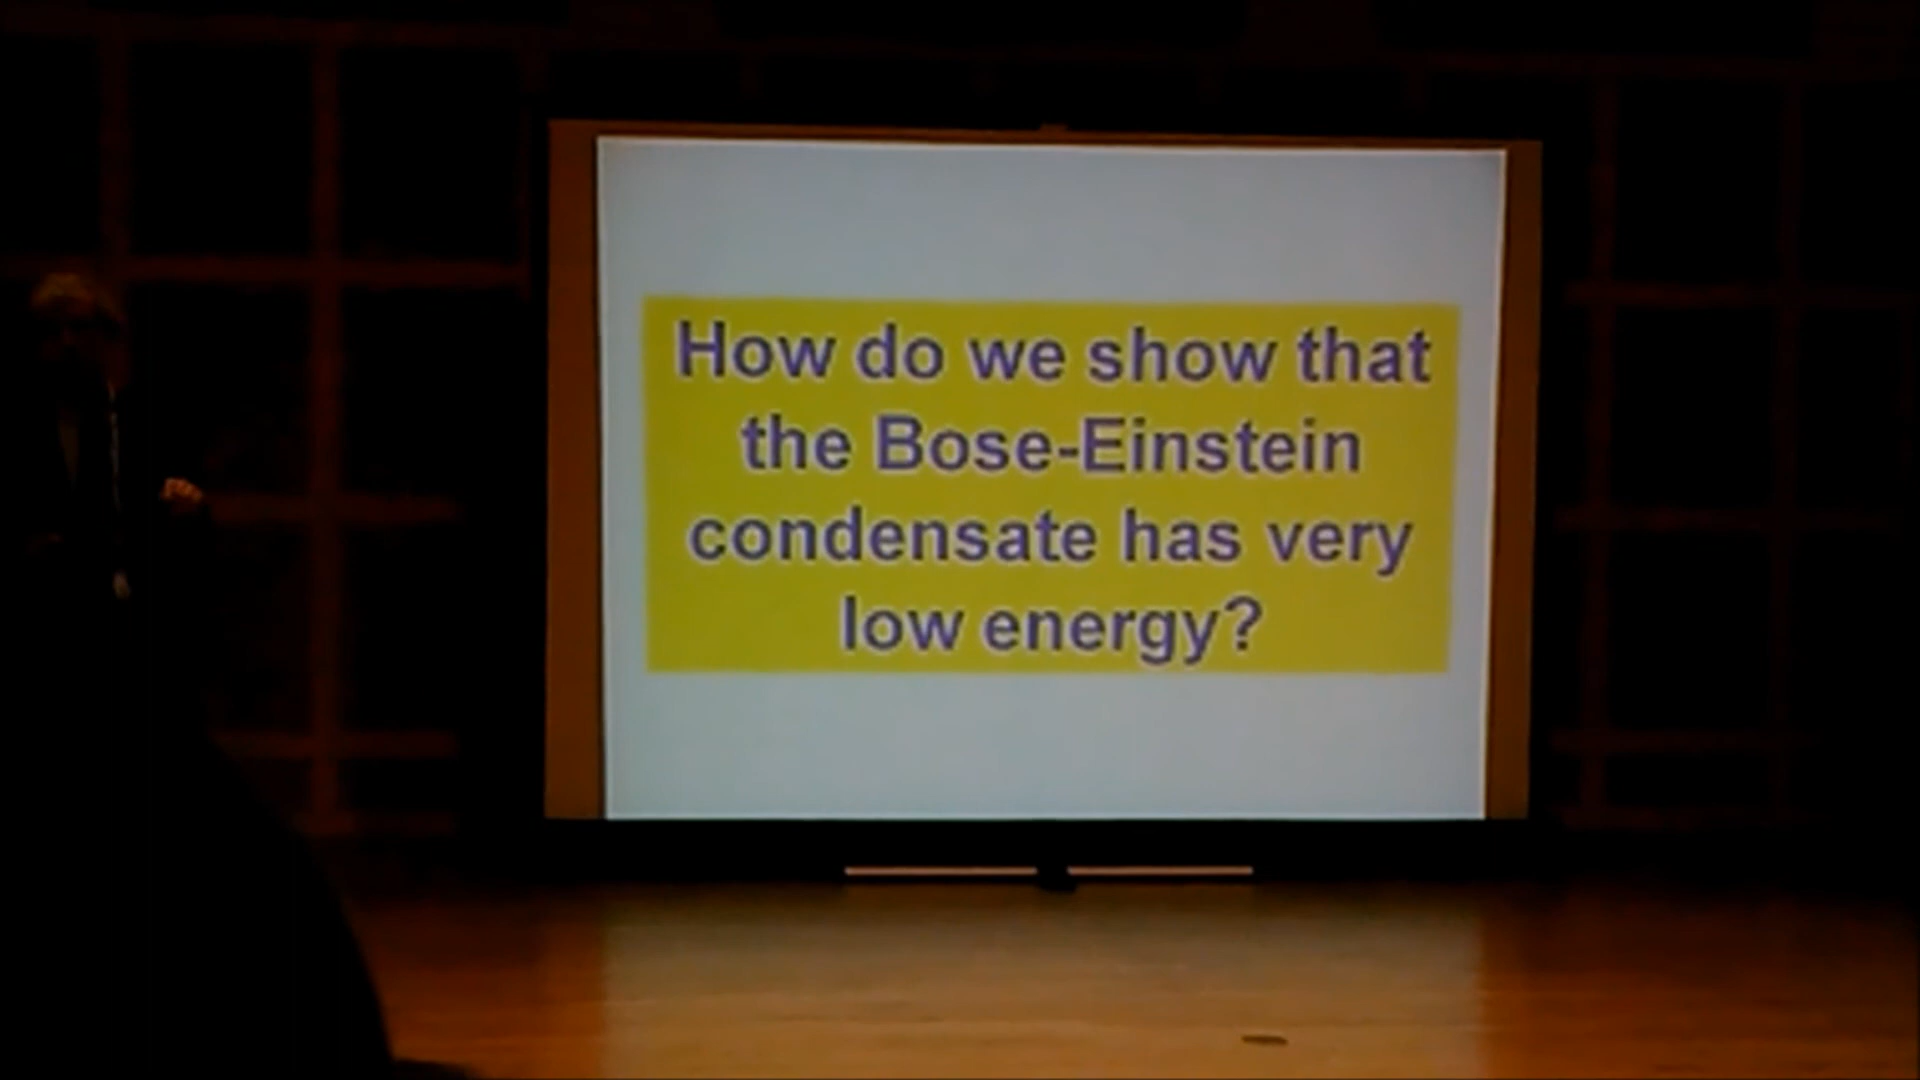 How do we show that
the Bose-Einstein
condensate has very
low energy?